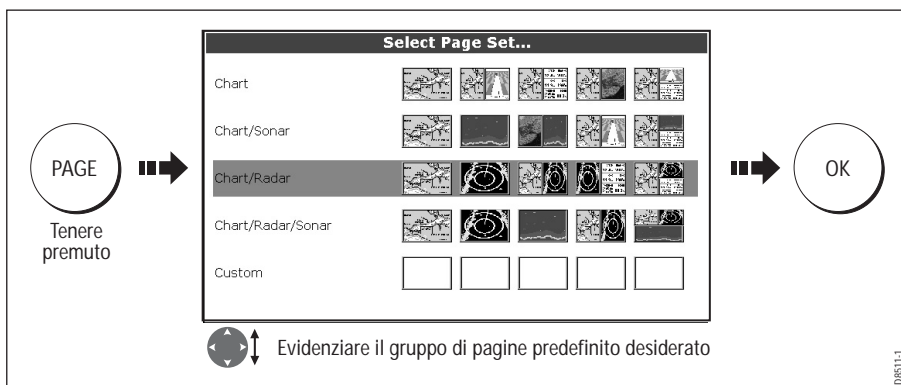 Select Page Set...
Chart
Chart/Sonar
Chart/Radar
Chart/Radar/Sonar
Custom
PAGE
Tenere
premuto
OK
Evidenziare il gruppo di pagine predefinito desiderato
D8511-1